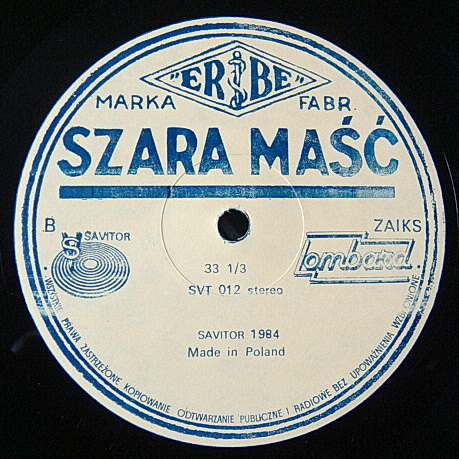 "ERBE"
MARKA FABR.
SZARA MAŚĆ
B ZAIKS
SAVITOR
Lombard
33 1/3
SVT 012 stereo
SAVITOR 1984
Made in Poland
· WSZELKIE PRAWA ZASTRZEŻONE KOPIOWANIE ODTWARZANIE PUBLICZNE I RADIOWE BEZ UPOWAŻNIENIA WZBRONIONE ·